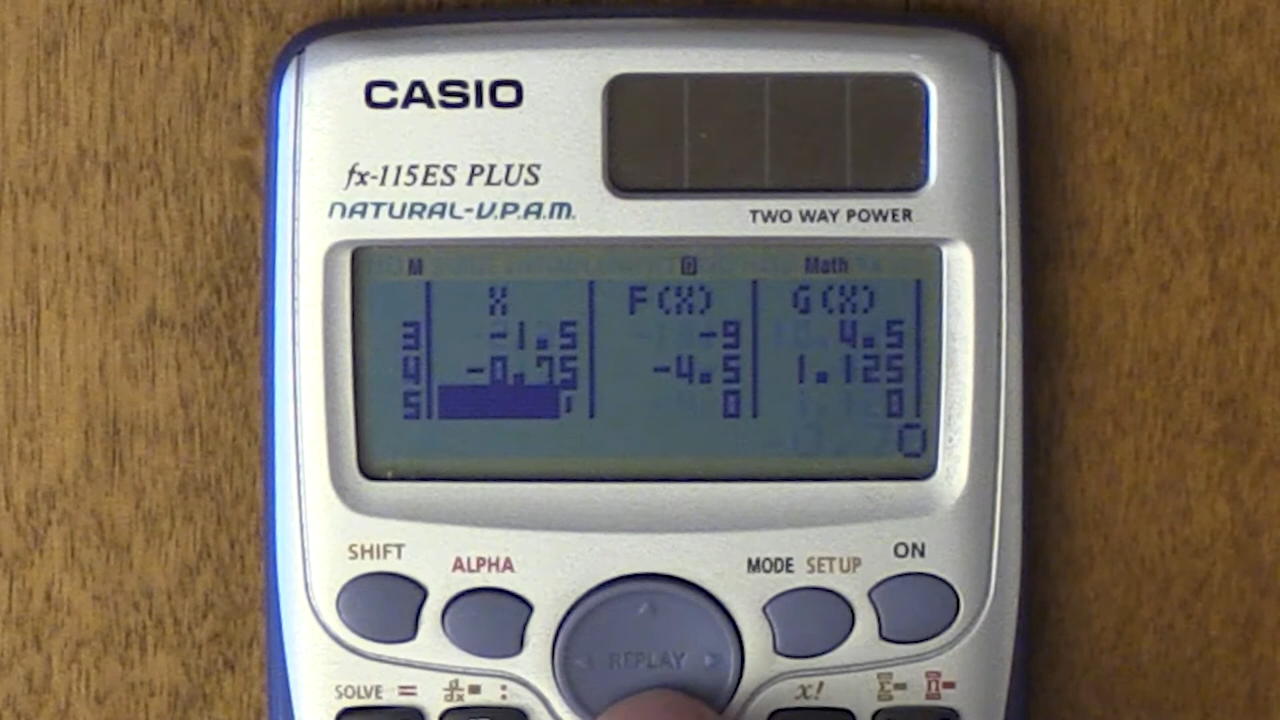 CASIO
fx-115ES PLUS
NATURAL-V.P.A.M.
TWO WAY POWER
M D Math
X F(X) G(X)
3 -1.5 -9 4.5
4 -0.75 -4.5 1.125
5 0 0
0
SHIFT ALPHA MODE SETUP ON
REPLAY
SOLVE = d/dx : x! Σ Π